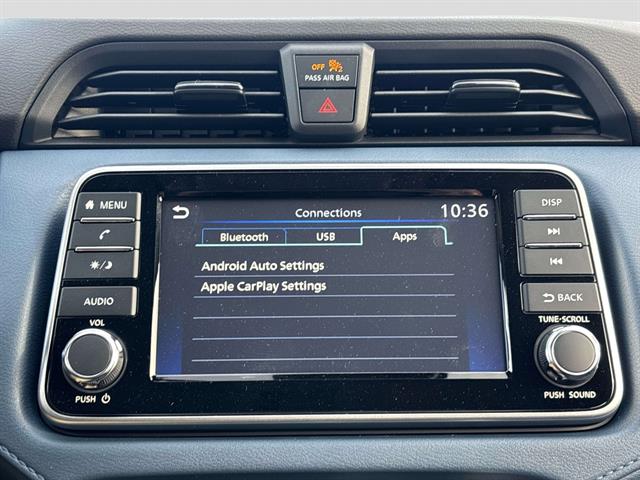 OFF 2
PASS AIR BAG
MENU
DISP
Connections
10:36
Bluetooth
USB
Apps
Android Auto Settings
Apple CarPlay Settings
AUDIO
BACK
VOL
TUNE·SCROLL
PUSH
PUSH SOUND